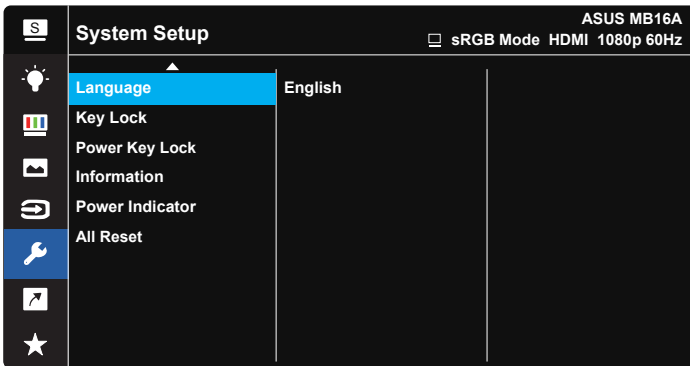 S
System Setup
ASUS MB16A
sRGB Mode HDMI 1080p 60Hz
Language
English
Key Lock
Power Key Lock
Information
Power Indicator
All Reset